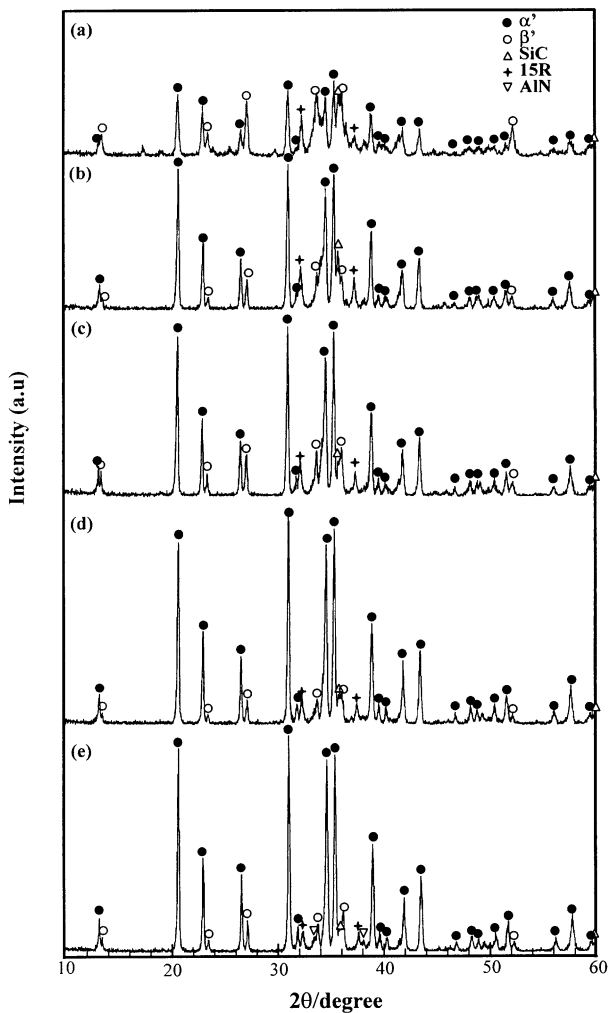 (a)
α’
β’
SiC
15R
AlN
(b)
(c)
(d)
(e)
Intensity (a.u)
10 20 30 40 50 60
2θ/degree